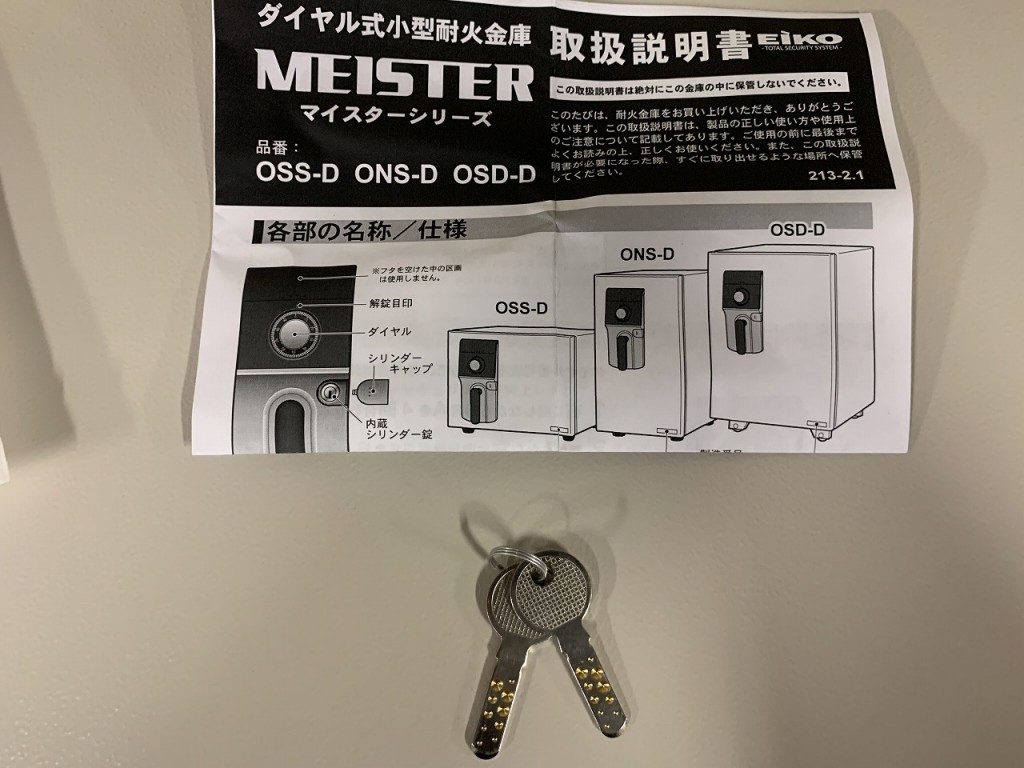 ダイヤル式小型耐火金庫
MEISTER
マイスターシリーズ
品番：
OSS-D ONS-D OSD-D
取扱説明書
EiKO
-TOTAL SECURITY SYSTEM-
この取扱説明書は絶対にこの金庫の中に保管しないでください。
このたびは、耐火金庫をお買い上げいただき、ありがとうご
ざいます。この取扱説明書は、製品の正しい使い方や使用上
のご注意について記載してあります。ご使用の前に最後まで
よくお読みの上、正しくお使いください。また、この取扱説
明書が必要になった際、すぐに取り出せるような場所へ保管
してください。
213-2.1
各部の名称／仕様
※フタを空けた中の区画
は使用しません。
解錠目印
ダイヤル
シリンダー
キャップ
内蔵
シリンダー錠
OSS-D
ONS-D
OSD-D